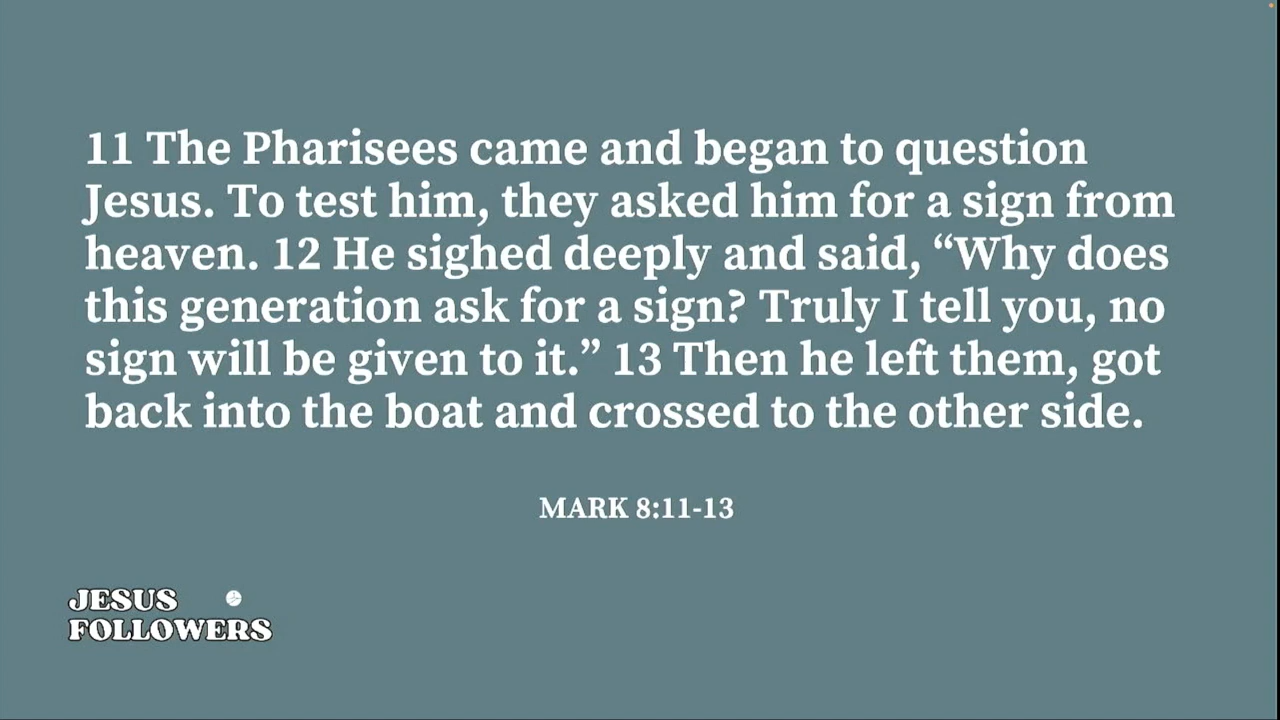 11 The Pharisees came and began to question
Jesus. To test him, they asked him for a sign from
heaven. 12 He sighed deeply and said, “Why does
this generation ask for a sign? Truly I tell you, no
sign will be given to it.” 13 Then he left them, got
back into the boat and crossed to the other side.
MARK 8:11-13
JESUS
FOLLOWERS